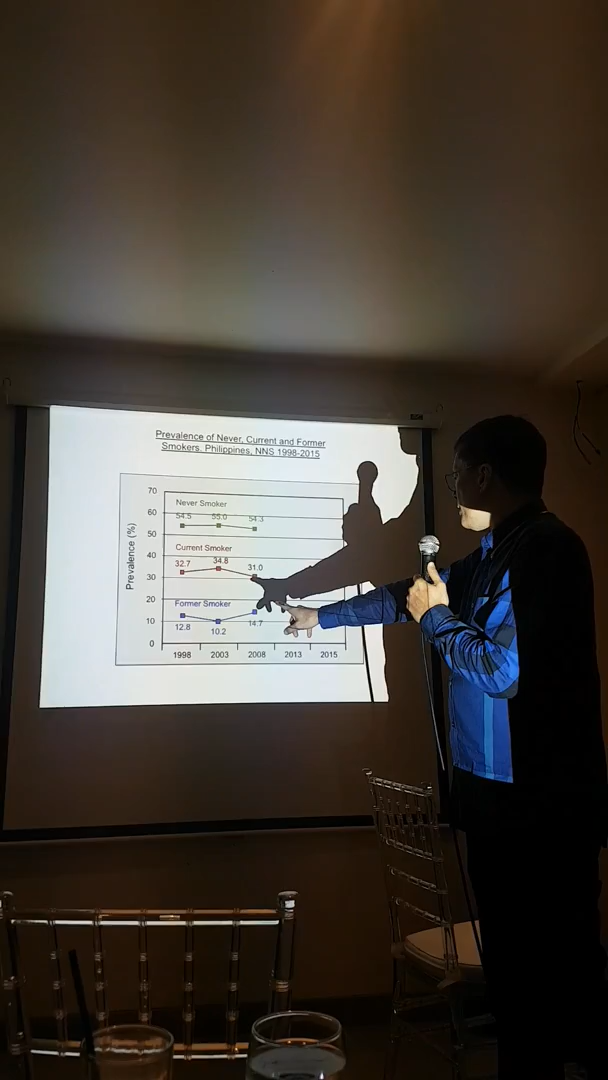 Prevalence of Never, Current and Former
Smokers, Philippines, NNS 1998-2015
Prevalence (%)
70
60
50
40
30
20
10
0
Never Smoker
54.5 55.0 54.3
Current Smoker
32.7 34.8 31.0
Former Smoker
12.8 10.2 14.7
1998 2003 2008 2013 2015